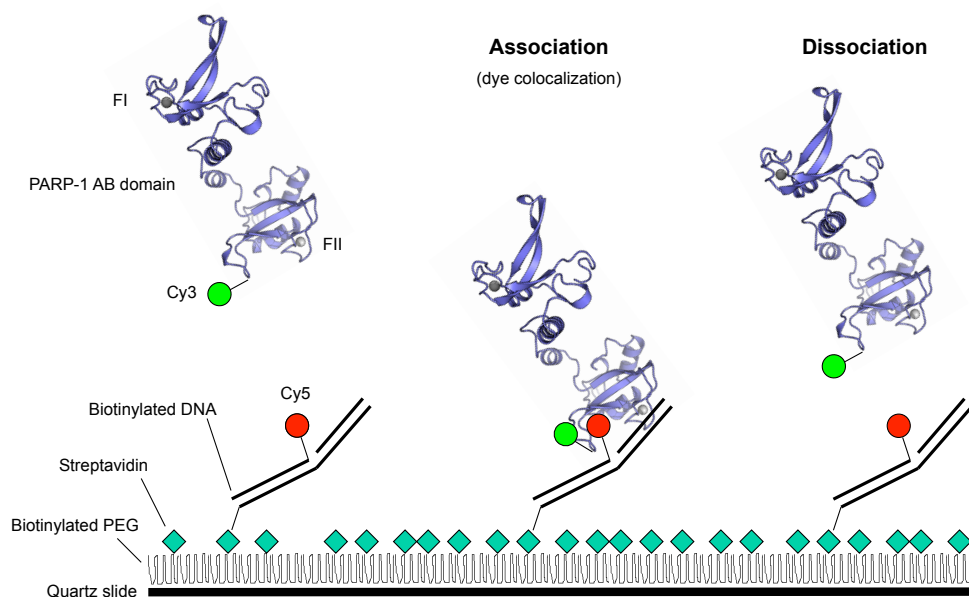 Association
(dye colocalization)
Dissociation
FI
PARP-1 AB domain
FII
Cy3
Cy5
Biotinylated DNA
Streptavidin
Biotinylated PEG
Quartz slide